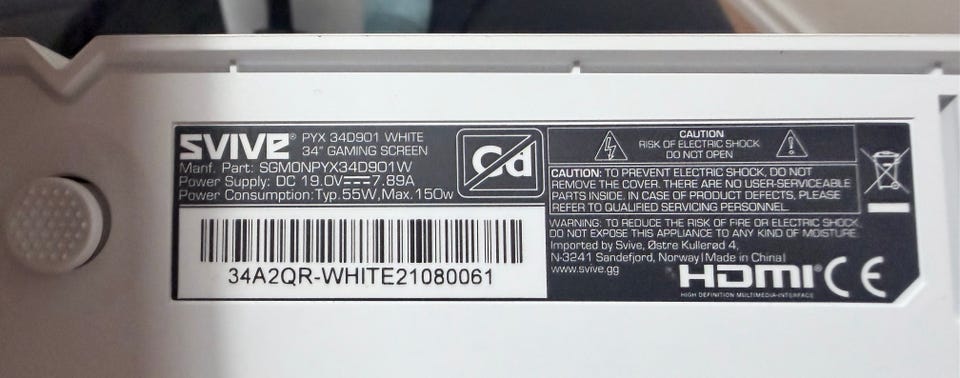 SVIVE® PYX 34D901 WHITE
34" GAMING SCREEN
Manf. Part: SGMONPYX34D901W
Power Supply: DC 19.0V⎓7.89A
Power Consumption:Typ.55W,Max.150w
Cd
34A2QR-WHITE21080061
CAUTION
RISK OF ELECTRIC SHOCK
DO NOT OPEN
CAUTION: TO PREVENT ELECTRIC SHOCK, DO NOT
REMOVE THE COVER. THERE ARE NO USER-SERVICEABLE
PARTS INSIDE. IN CASE OF PRODUCT DEFECTS, PLEASE
REFER TO QUALIFIED SERVICING PERSONNEL.
WARNING: TO REDUCE THE RISK OF FIRE OR ELECTRIC SHOCK,
DO NOT EXPOSE THIS APPLIANCE TO ANY KIND OF MOISTURE.
Imported by Svive, Østre Kullerød 4,
N-3241 Sandefjord, Norway|Made in China|
www.svive.gg
HDMI® CE
HIGH DEFINITION MULTIMEDIA-INTERFACE